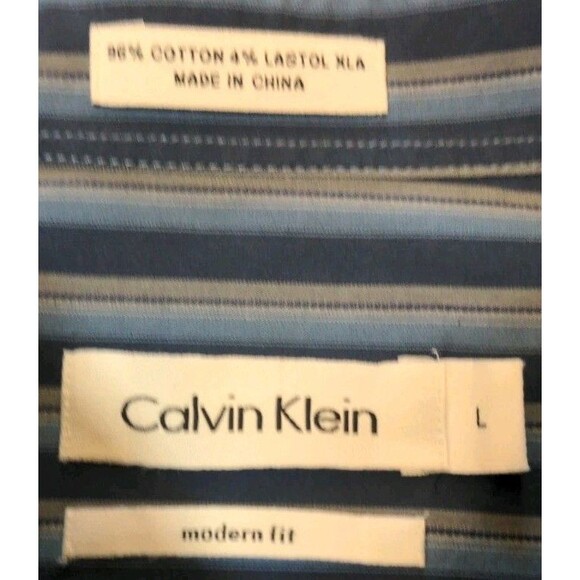 96% COTTON 4% LASTOL XLA
MADE IN CHINA
Calvin Klein
L
modern fit